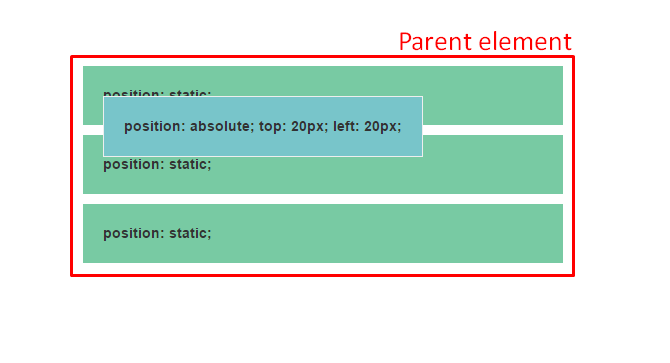 Parent element
position: static;
position: absolute; top: 20px; left: 20px;
position: static;
position: static;